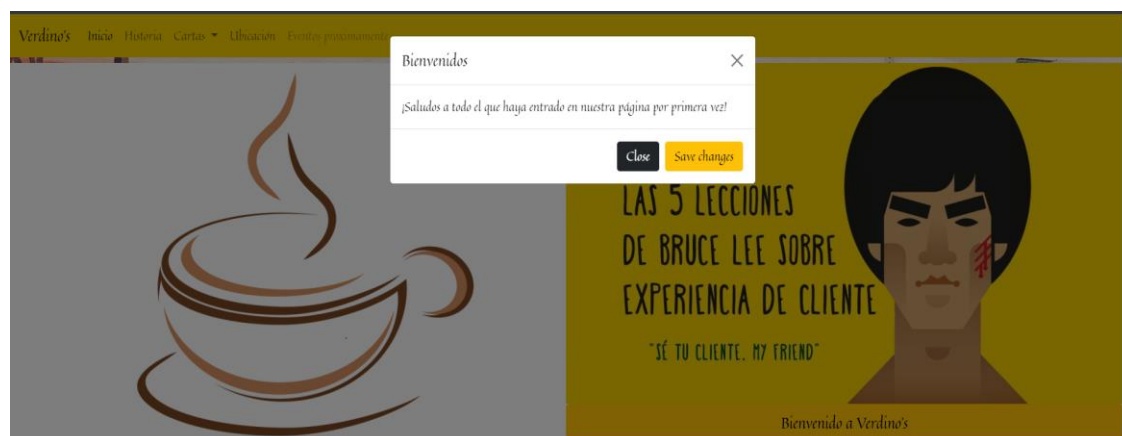 Verdino's Inicio Historia Cartas Ubicación Eventos proximamente
Bienvenidos
¡Saludos a todo el que haya entrado en nuestra página por primera vez!
Close Save changes
LAS 5 LECCIÓNES
DE BRUCE LEE SOBRE
EXPERIENCIA DE CLIENTE
"SÉ TU CLIENTE, MY FRIEND"
Bienvenido a Verdino's